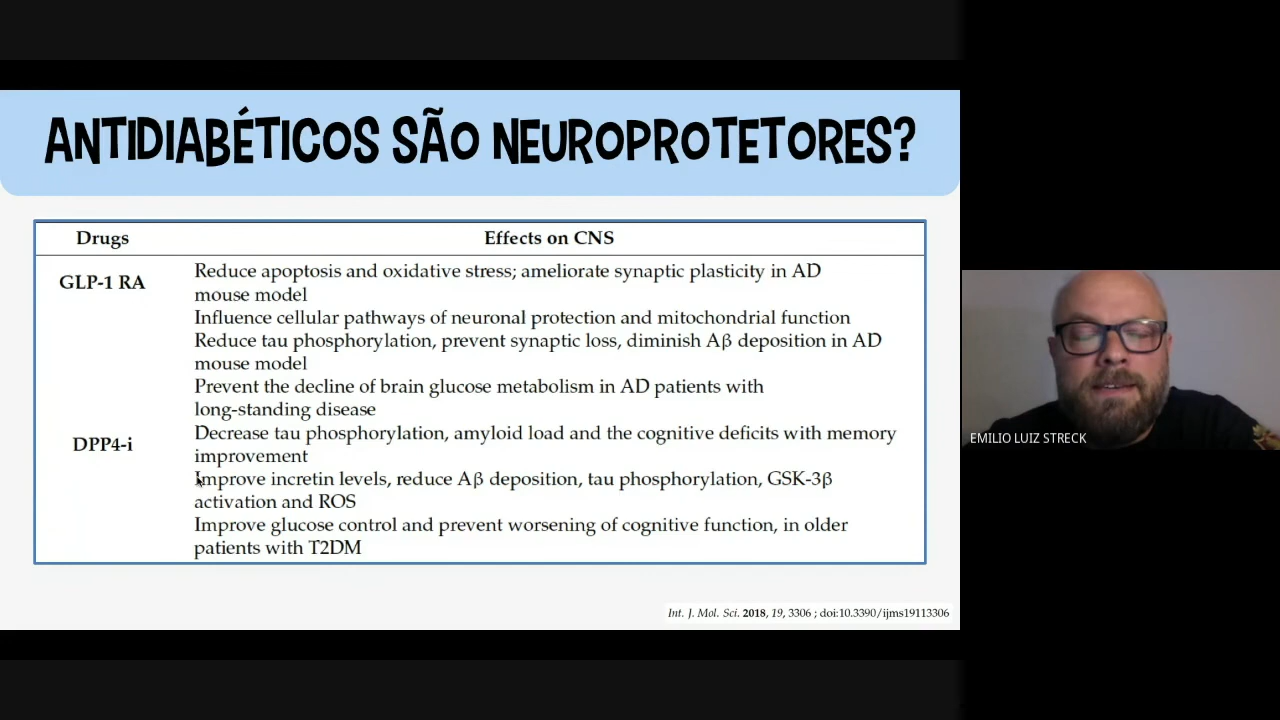 ANTIDIABÉTICOS SÃO NEUROPROTETORES?
Drugs Effects on CNS
GLP-1 RA
Reduce apoptosis and oxidative stress; ameliorate synaptic plasticity in AD
mouse model
Influence cellular pathways of neuronal protection and mitochondrial function
Reduce tau phosphorylation, prevent synaptic loss, diminish Aβ deposition in AD
mouse model
Prevent the decline of brain glucose metabolism in AD patients with
long-standing disease
DPP4-i
Decrease tau phosphorylation, amyloid load and the cognitive deficits with memory
improvement
Improve incretin levels, reduce Aβ deposition, tau phosphorylation, GSK-3β
activation and ROS
Improve glucose control and prevent worsening of cognitive function, in older
patients with T2DM
Int. J. Mol. Sci. 2018, 19, 3306 ; doi:10.3390/ijms19113306
EMILIO LUIZ STRECK